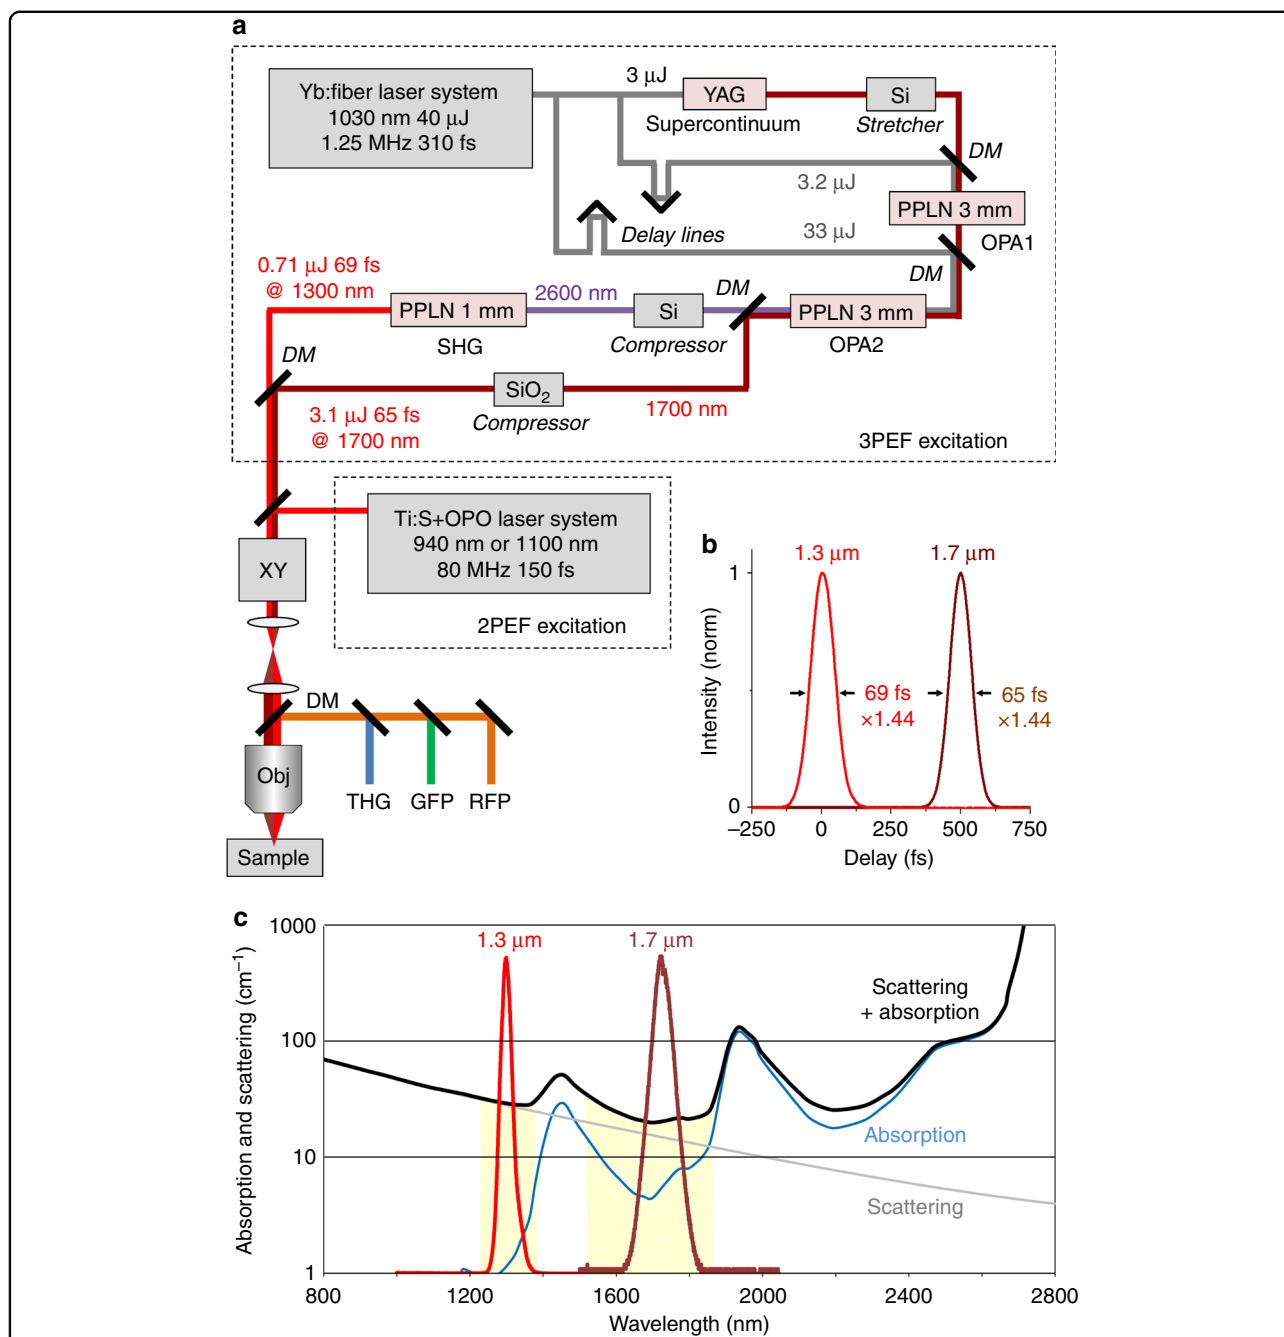 a
Yb:fiber laser system
1030 nm 40 μJ
1.25 MHz 310 fs
3 μJ
YAG
Supercontinuum
Si
Stretcher
DM
3.2 μJ
PPLN 3 mm
OPA1
Delay lines
33 μJ
DM
0.71 μJ 69 fs
@ 1300 nm
PPLN 1 mm
SHG
2600 nm
Si
Compressor
DM
PPLN 3 mm
OPA2
DM
SiO2
Compressor
1700 nm
3.1 μJ 65 fs
@ 1700 nm
3PEF excitation
Ti:S+OPO laser system
940 nm or 1100 nm
80 MHz 150 fs
2PEF excitation
XY
DM
Obj
THG GFP RFP
Sample
b
1.3 μm 1.7 μm
Intensity (norm)
1
0
69 fs
×1.44
65 fs
×1.44
−250 0 250 500 750
Delay (fs)
c
Absorption and scattering (cm−1)
1000
100
10
1
1.3 μm 1.7 μm
Scattering
+ absorption
Absorption
Scattering
800 1200 1600 2000 2400 2800
Wavelength (nm)